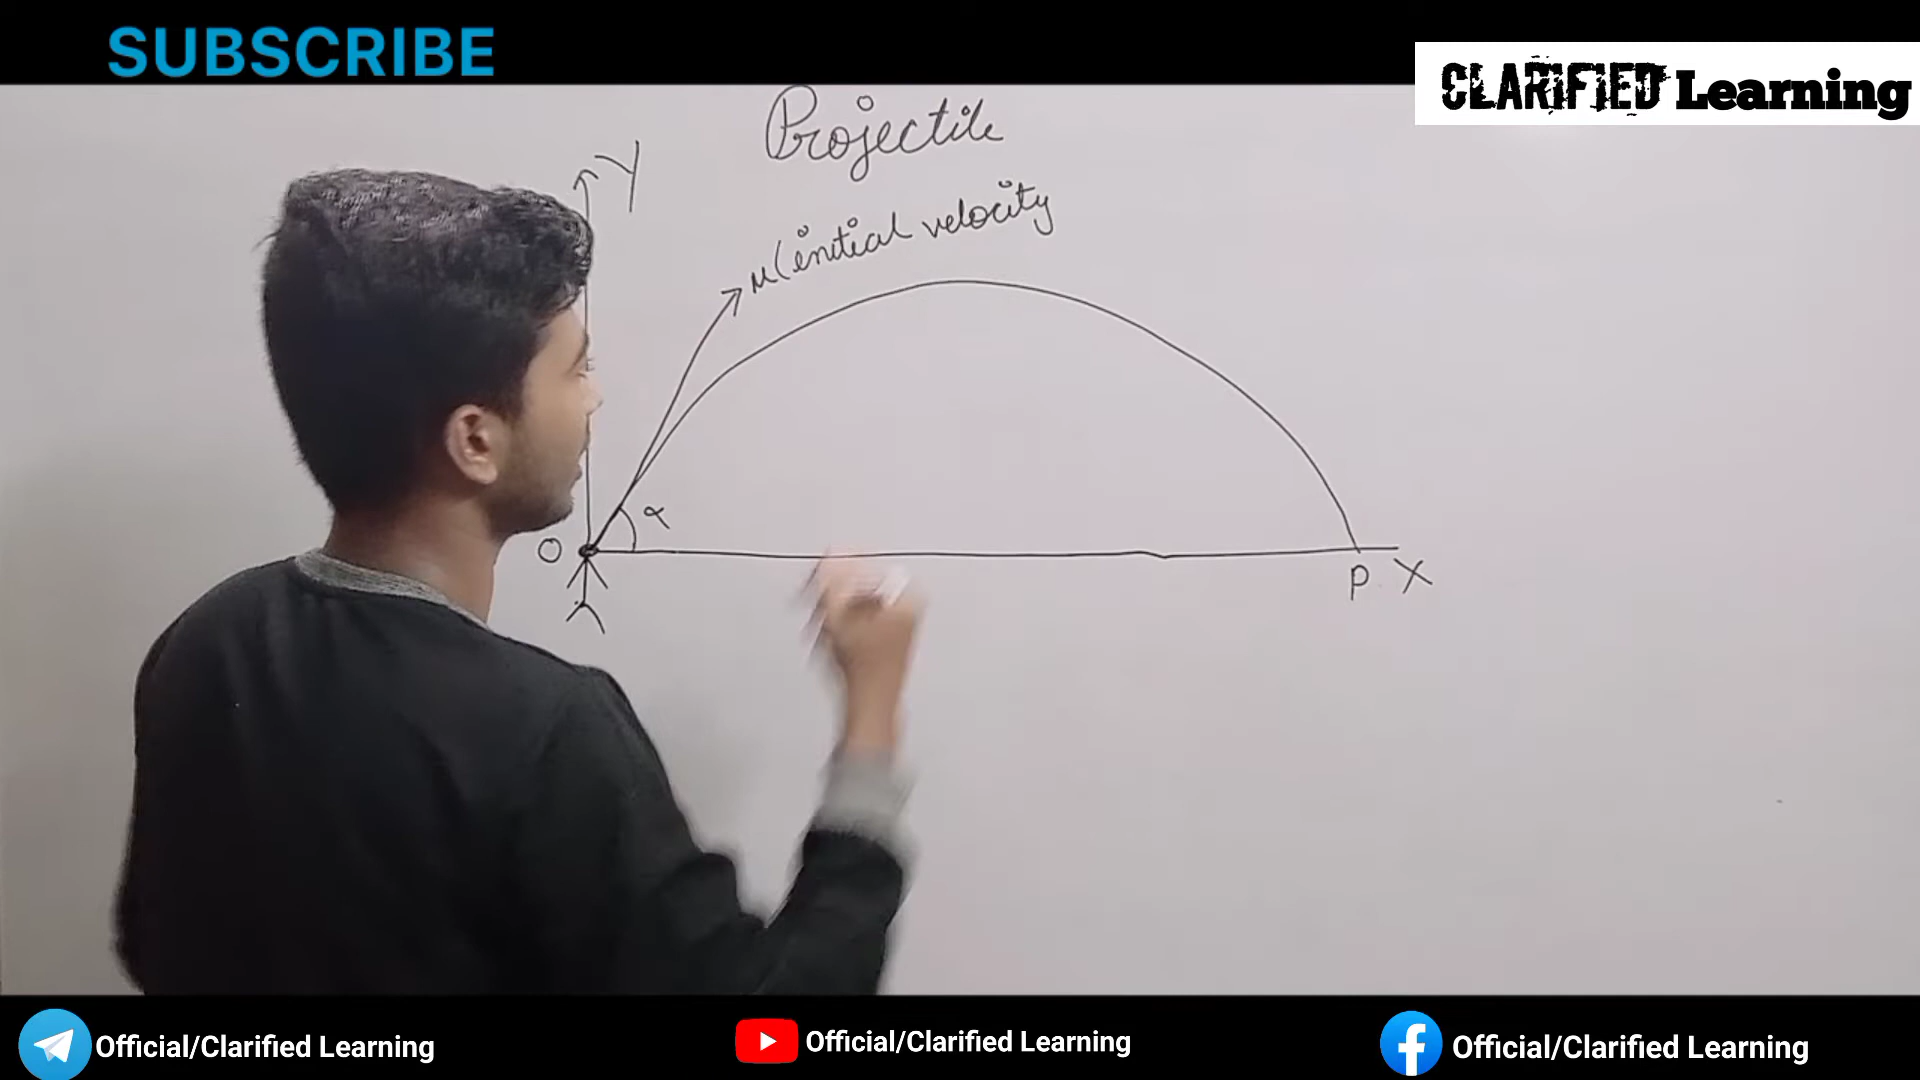 SUBSCRIBE
CLARIFIED Learning
Projectile
Y
u(initial velocity
α
O
P X
Official/Clarified Learning
Official/Clarified Learning
Official/Clarified Learning